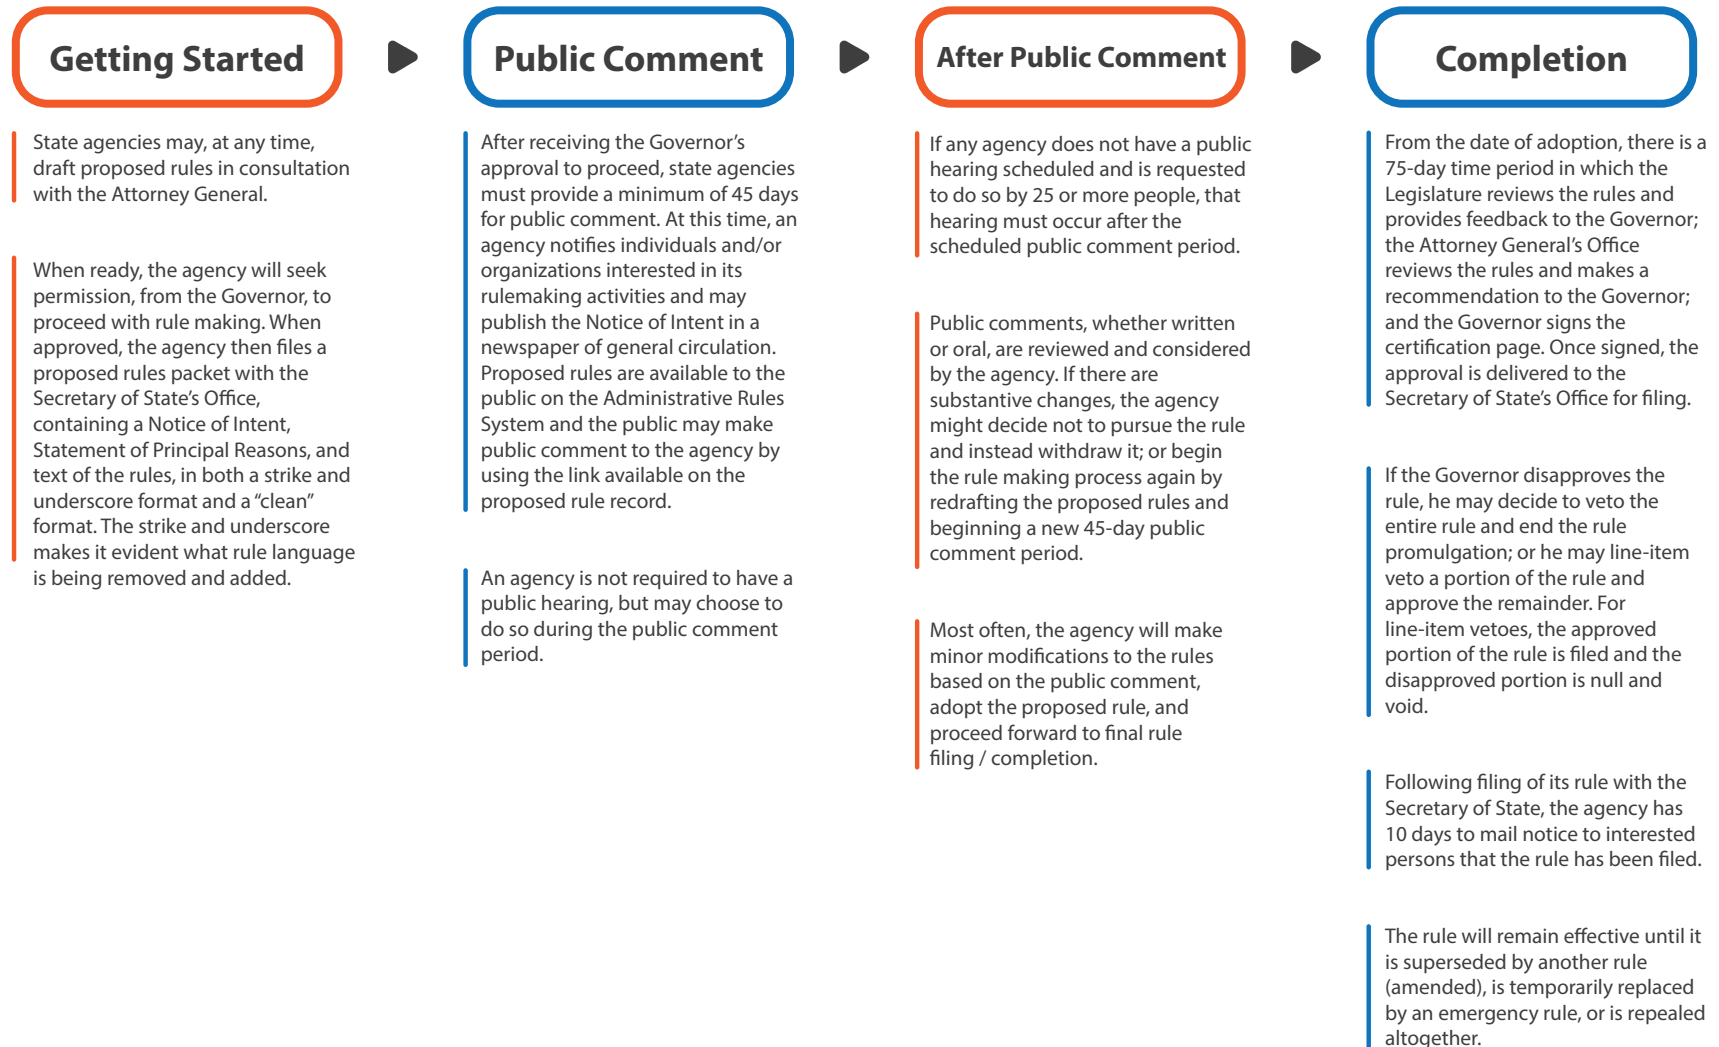 Getting Started
State agencies may, at any time,
draft proposed rules in consultation
with the Attorney General.
When ready, the agency will seek
permission, from the Governor, to
proceed with rule making. When
approved, the agency then files a
proposed rules packet with the
Secretary of State's Office,
containing a Notice of Intent,
Statement of Principal Reasons, and
text of the rules, in both a strike and
underscore format and a “clean”
format. The strike and underscore
makes it evident what rule language
is being removed and added.
Public Comment
After receiving the Governor's
approval to proceed, state agencies
must provide a minimum of 45 days
for public comment. At this time, an
agency notifies individuals and/or
organizations interested in its
rulemaking activities and may
publish the Notice of Intent in a
newspaper of general circulation.
Proposed rules are available to the
public on the Administrative Rules
System and the public may make
public comment to the agency by
using the link available on the
proposed rule record.
An agency is not required to have a
public hearing, but may choose to
do so during the public comment
period.
After Public Comment
If any agency does not have a public
hearing scheduled and is requested
to do so by 25 or more people, that
hearing must occur after the
scheduled public comment period.
Public comments, whether written
or oral, are reviewed and considered
by the agency. If there are
substantive changes, the agency
might decide not to pursue the rule
and instead withdraw it; or begin
the rule making process again by
redrafting the proposed rules and
beginning a new 45-day public
comment period.
Most often, the agency will make
minor modifications to the rules
based on the public comment,
adopt the proposed rule, and
proceed forward to final rule
filing / completion.
Completion
From the date of adoption, there is a
75-day time period in which the
Legislature reviews the rules and
provides feedback to the Governor;
the Attorney General's Office
reviews the rules and makes a
recommendation to the Governor;
and the Governor signs the
certification page. Once signed, the
approval is delivered to the
Secretary of State's Office for filing.
If the Governor disapproves the
rule, he may decide to veto the
entire rule and end the rule
promulgation; or he may line-item
veto a portion of the rule and
approve the remainder. For
line-item vetoes, the approved
portion of the rule is filed and the
disapproved portion is null and
void.
Following filing of its rule with the
Secretary of State, the agency has
10 days to mail notice to interested
persons that the rule has been filed.
The rule will remain effective until it
is superseded by another rule
(amended), is temporarily replaced
by an emergency rule, or is repealed
altogether.